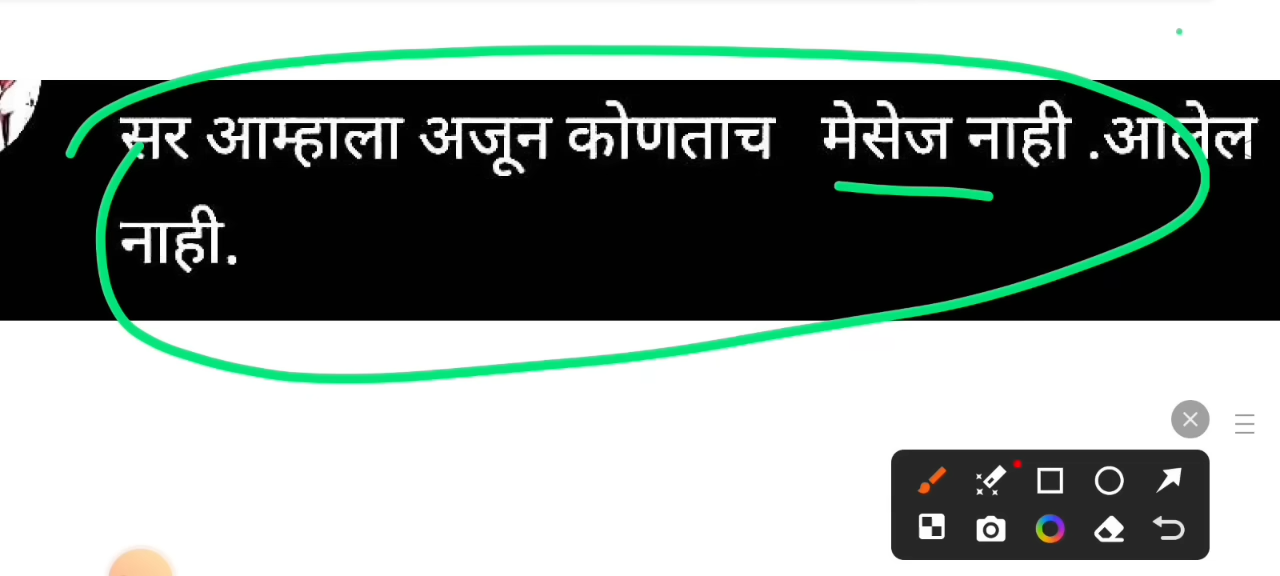 सर आम्हाला अजून कोणताच मेसेज नाही .आलेल
नाही.